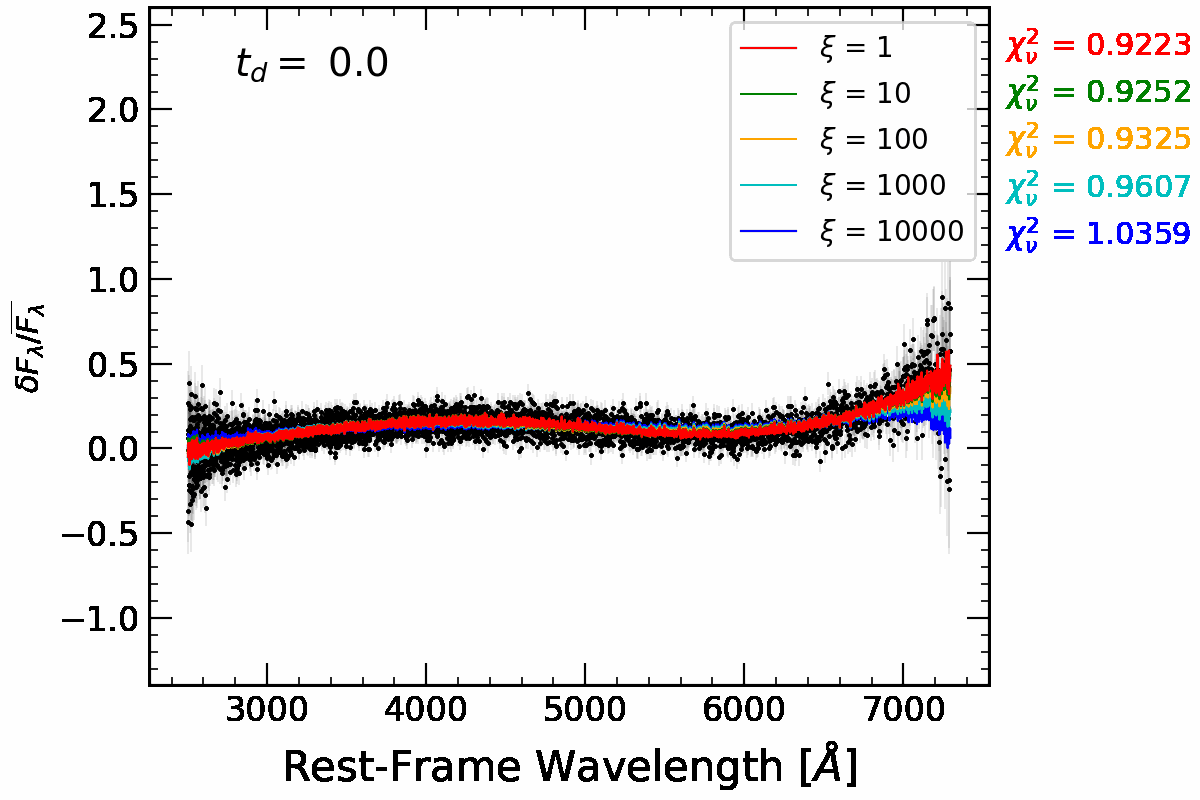 t_d = 0.0
ξ = 1
ξ = 10
ξ = 100
ξ = 1000
ξ = 10000
χ²_ν = 0.9223
χ²_ν = 0.9252
χ²_ν = 0.9325
χ²_ν = 0.9607
χ²_ν = 1.0359
δF_λ/F̅_λ
2.5
2.0
1.5
1.0
0.5
0.0
−0.5
−1.0
3000 4000 5000 6000 7000
Rest-Frame Wavelength [Å]